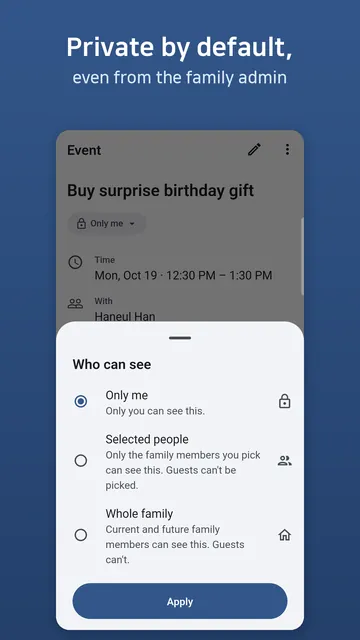 Private by default,
even from the family admin
Event
Buy surprise birthday gift
Only me
Time
Mon, Oct 19 · 12:30 PM – 1:30 PM
With
Haneul Han
Who can see
Only me
Only you can see this.
Selected people
Only the family members you pick
can see this. Guests can't be
picked.
Whole family
Current and future family
members can see this. Guests
can't.
Apply